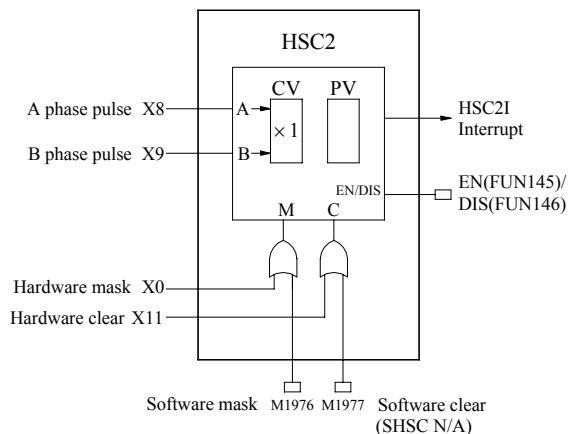 HSC2
CV PV
A phase pulse X8 A × 1
HSC2I
Interrupt
B phase pulse X9 B
EN/DIS
EN(FUN145)/
DIS(FUN146)
M C
Hardware mask X0
Hardware clear X11
Software mask M1976 M1977 Software clear
(SHSC N/A)